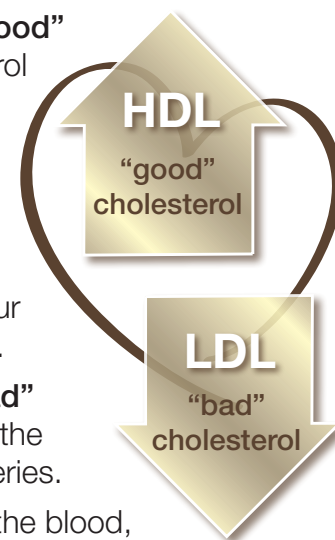 ood”
rol
ur
.
d”
the
eries.
the blood,
HDL
“good”
cholesterol
LDL
“bad”
cholesterol